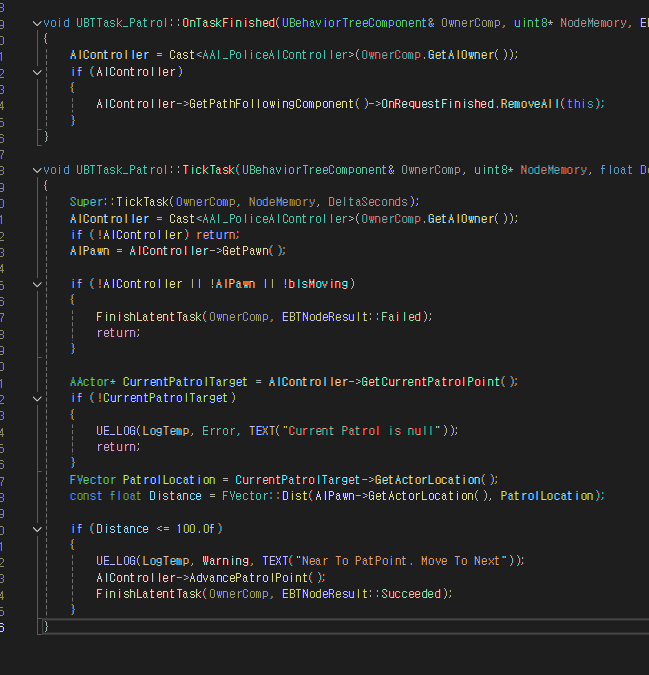 void UBTTask_Patrol::OnTaskFinished(UBehaviorTreeComponent& OwnerComp, uint8* NodeMemory, E
{
AIController = Cast<AAI_PoliceAIController>(OwnerComp.GetAIOwner());
if (AIController)
{
AIController->GetPathFollowingComponent()->OnRequestFinished.RemoveAll(this);
}
}
void UBTTask_Patrol::TickTask(UBehaviorTreeComponent& OwnerComp, uint8* NodeMemory, float D
{
Super::TickTask(OwnerComp, NodeMemory, DeltaSeconds);
AIController = Cast<AAI_PoliceAIController>(OwnerComp.GetAIOwner());
if (!AIController) return;
AIPawn = AIController->GetPawn();
if (!AIController || !AIPawn || !bIsMoving)
{
FinishLatentTask(OwnerComp, EBTNodeResult::Failed);
return;
}
AActor* CurrentPatrolTarget = AIController->GetCurrentPatrolPoint();
if (!CurrentPatrolTarget)
{
UE_LOG(LogTemp, Error, TEXT("Current Patrol is null"));
return;
}
FVector PatrolLocation = CurrentPatrolTarget->GetActorLocation();
const float Distance = FVector::Dist(AIPawn->GetActorLocation(), PatrolLocation);
if (Distance <= 100.0f)
{
UE_LOG(LogTemp, Warning, TEXT("Near To PatPoint. Move To Next"));
AIController->AdvancePatrolPoint();
FinishLatentTask(OwnerComp, EBTNodeResult::Succeeded);
}
}